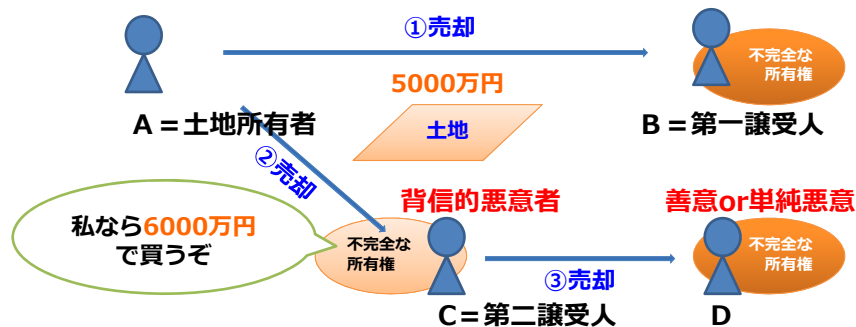 ①売却
不完全な
所有権
5000万円
A＝土地所有者
土地
B＝第一譲受人
②売却
背信的悪意者
善意or単純悪意
私なら6000万円
で買うぞ
不完全な
所有権
不完全な
所有権
③売却
C＝第二譲受人
D